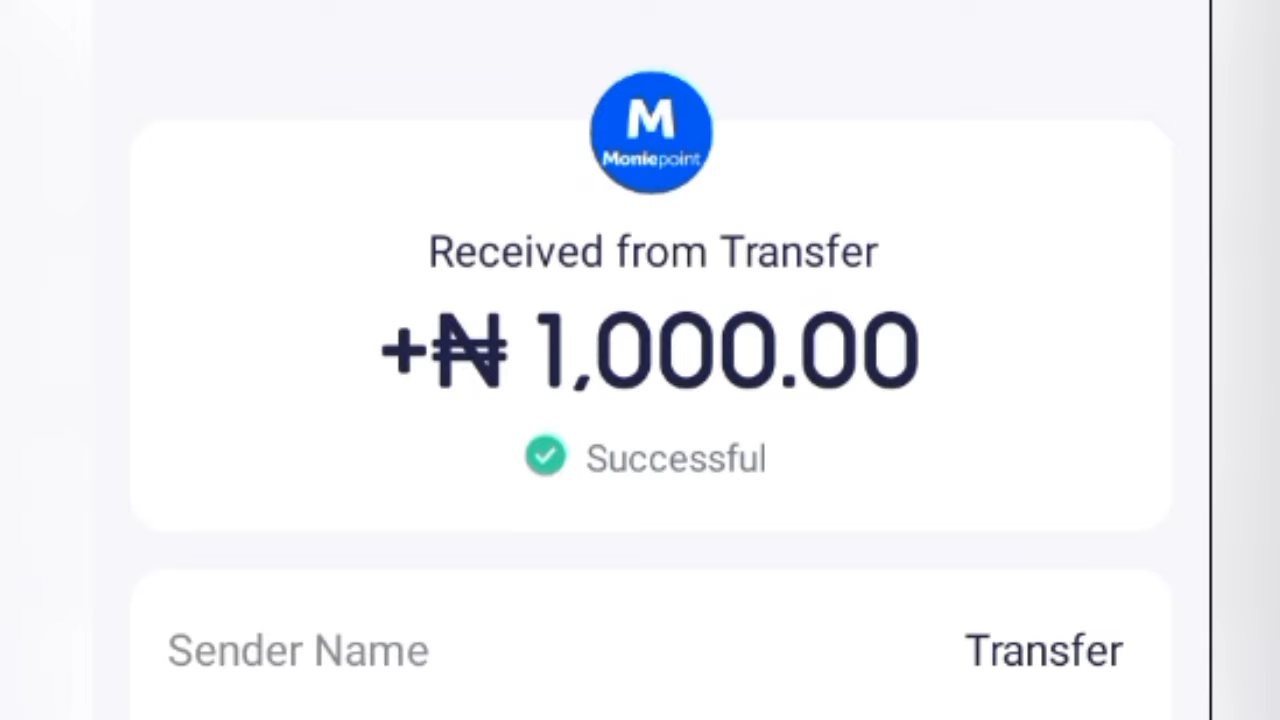 M
Moniepoint
Received from Transfer
+₦ 1,000.00
Successful
Sender Name Transfer